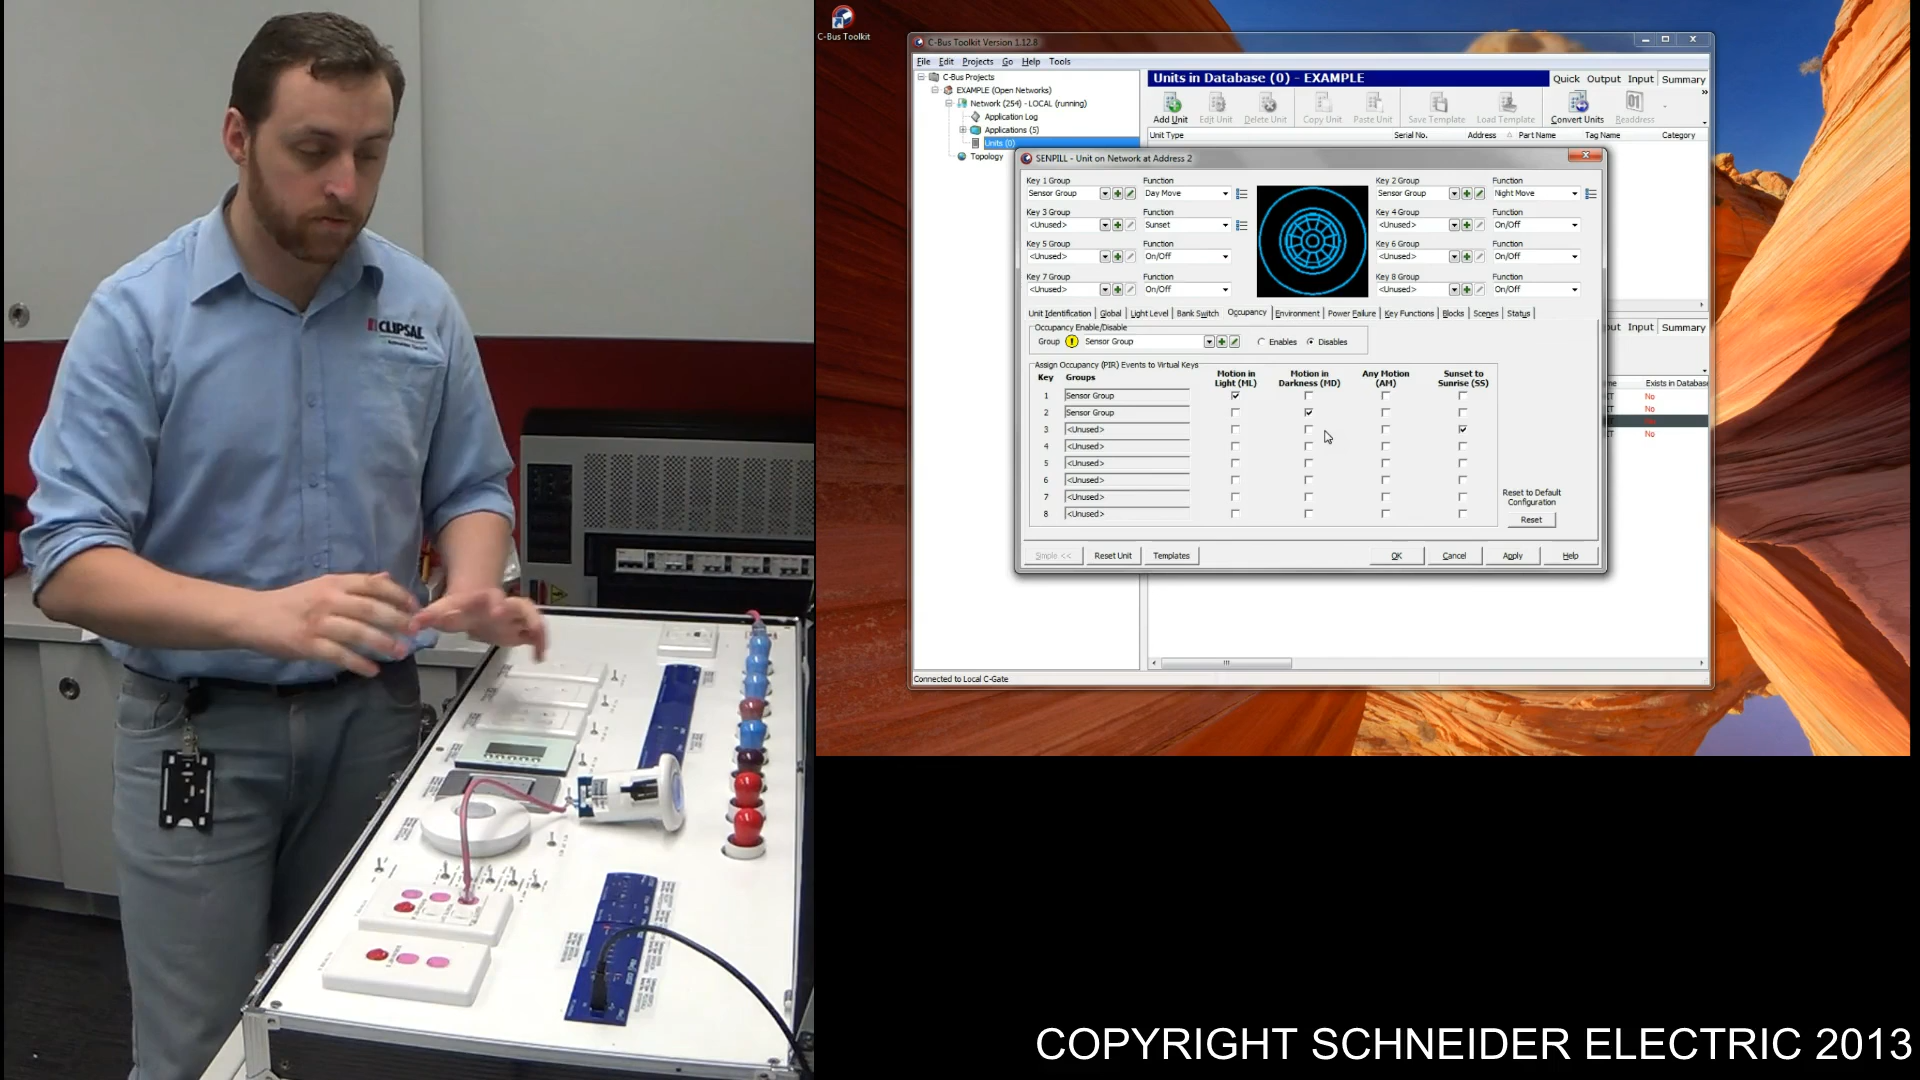 CLIPSAL
C-Bus Toolkit
C-Bus Toolkit Version 1.12.8
File Edit Projects Go Help Tools
C-Bus Projects
EXAMPLE (Open Networks)
Network (254) - LOCAL (running)
Application Log
Applications (5)
Units (0)
Topology
Units in Database (0) - EXAMPLE
Quick Output Input Summary
Add Unit Edit Unit Delete Unit Copy Unit Paste Unit Save Template Load Template Convert Units Readdress
Unit Type Serial No. Address Part Name Tag Name Category
SENPILL - Unit on Network at Address 2
Key 1 Group Function Key 2 Group Function
Sensor Group Day Move Sensor Group Night Move
Key 3 Group Function Key 4 Group Function
<Unused> Sunset <Unused> On/Off
Key 5 Group Function Key 6 Group Function
<Unused> On/Off <Unused> On/Off
Key 7 Group Function Key 8 Group Function
<Unused> On/Off <Unused> On/Off
Unit Identification Global Light Level Bank Switch Occupancy Environment Power Failure Key Functions Blocks Scenes Status
Occupancy Enable/Disable
Group Sensor Group Enables Disables
Assign Occupancy (PIR) Events to Virtual Keys
Key Groups Motion in Light (ML) Motion in Darkness (MD) Any Motion (AM) Sunset to Sunrise (SS)
1 Sensor Group
2 Sensor Group
3 <Unused>
4 <Unused>
5 <Unused>
6 <Unused>
7 <Unused>
8 <Unused>
Reset to Default
Configuration
Reset
Simple << Reset Unit Templates OK Cancel Apply Help
Input Summary
Exists in Database
No
No
No
Connected to Local C-Gate
COPYRIGHT SCHNEIDER ELECTRIC 2013